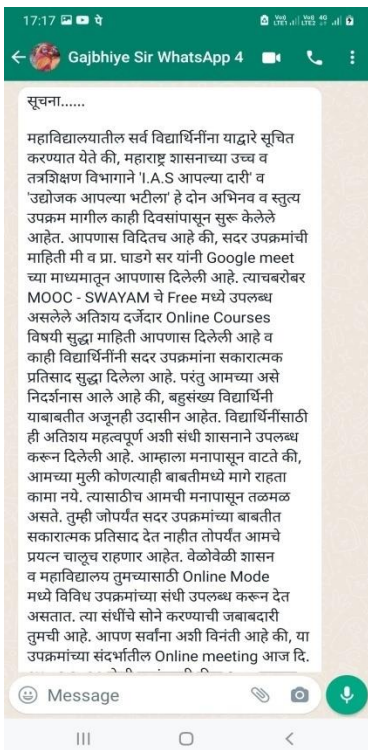 17:17 पे
Gajbhiye Sir WhatsApp 4
सूचना......
महाविद्यालयातील सर्व विद्यार्थिनींना याद्वारे सूचित
करण्यात येते की, महाराष्ट्र शासनाच्या उच्च व
तत्रशिक्षण विभागाने 'I.A.S आपल्या दारी' व
'उद्योजक आपल्या भटीला' हे दोन अभिनव व स्तुत्य
उपक्रम मागील काही दिवसांपासून सुरू केलेले
आहेत. आपणास विदितच आहे की, सदर उपक्रमांची
माहिती मी व प्रा. घाडगे सर यांनी Google meet
च्या माध्यमातून आपणास दिलेली आहे. त्याचबरोबर
MOOC - SWAYAM चे Free मध्ये उपलब्ध
असलेले अतिशय दर्जेदार Online Courses
विषयी सुद्धा माहिती आपणास दिलेली आहे व
काही विद्यार्थिनींनी सदर उपक्रमांना सकारात्मक
प्रतिसाद सुद्धा दिलेला आहे. परंतु आमच्या असे
निदर्शनास आले आहे की, बहुसंख्य विद्यार्थिनी
याबाबतीत अजूनही उदासीन आहेत. विद्यार्थिनींसाठी
ही अतिशय महत्वपूर्ण अशी संधी शासनाने उपलब्ध
करून दिलेली आहे. आम्हाला मनापासून वाटते की,
आमच्या मुली कोणत्याही बाबतीमध्ये मागे राहता
कामा नये. त्यासाठीच आमची मनापासून तळमळ
असते. तुम्ही जोपर्यंत सदर उपक्रमांच्या बाबतीत
सकारात्मक प्रतिसाद देत नाहीत तोपर्यंत आमचे
प्रयत्न चालूच राहणार आहेत. वेळोवेळी शासन
व महाविद्यालय तुमच्यासाठी Online Mode
मध्ये विविध उपक्रमांच्या संधी उपलब्ध करून देत
असतात. त्या संधींचे सोने करण्याची जबाबदारी
तुमची आहे. आपण सर्वांना अशी विनंती आहे की, या
उपक्रमांच्या संदर्भातील Online meeting आज दि.
Message